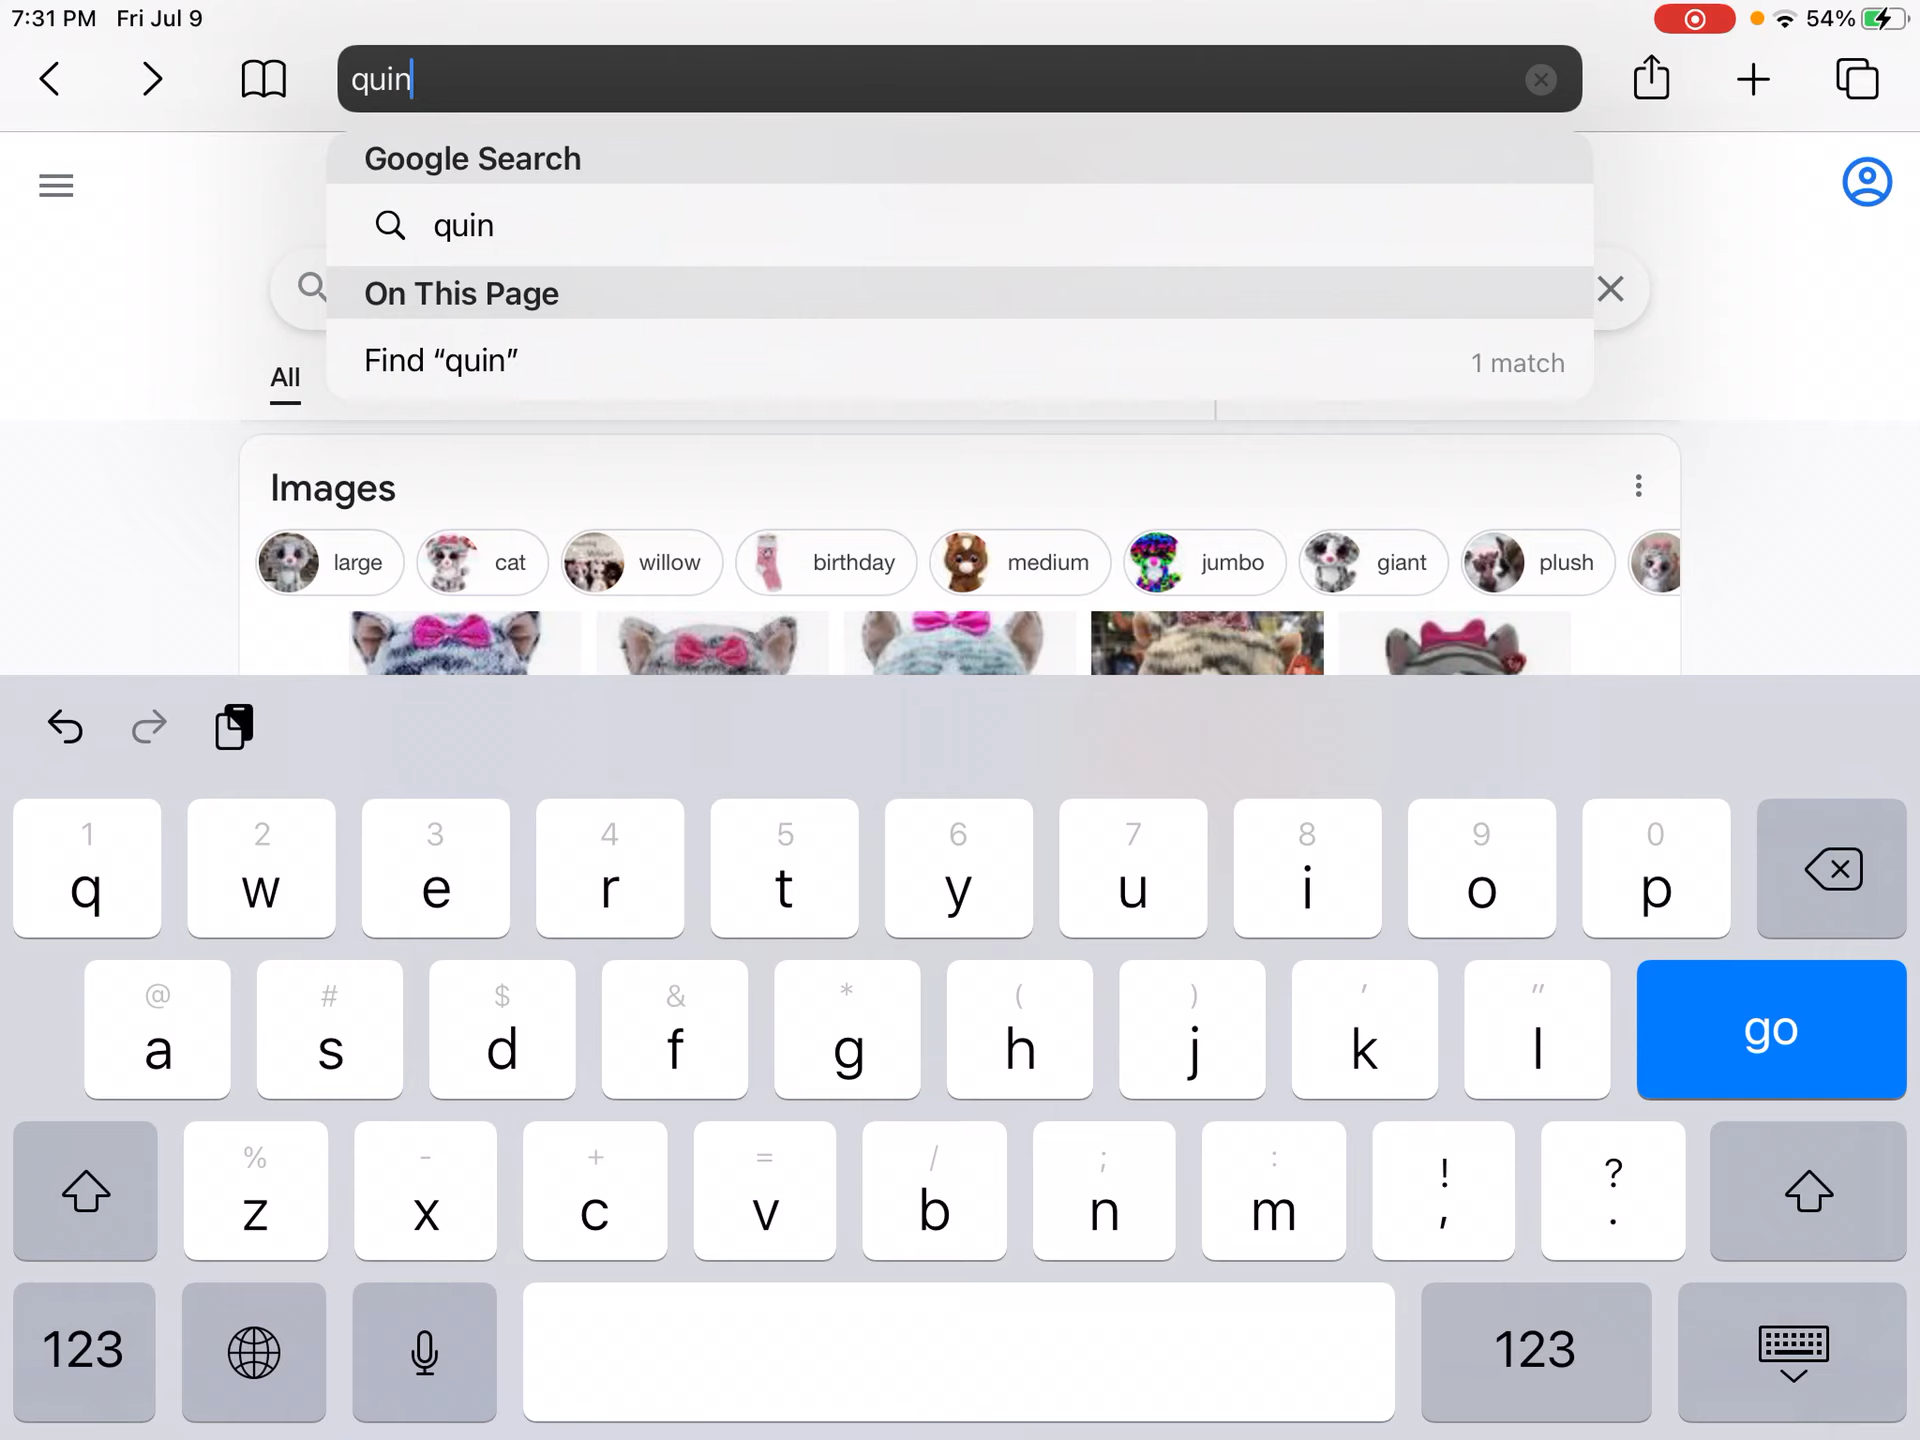 7:31 PM Fri Jul 9
54%
quin
Google Search
quin
On This Page
Find “quin”
1 match
All
Images
large
cat
willow
birthday
medium
jumbo
giant
plush
1 2 3 4 5 6 7 8 9 0
q w e r t y u i o p
@ # $ & * ( ) ' "
a s d f g h j k l
go
% - + = / ; : ! ?
z x c v b n m , .
123
123